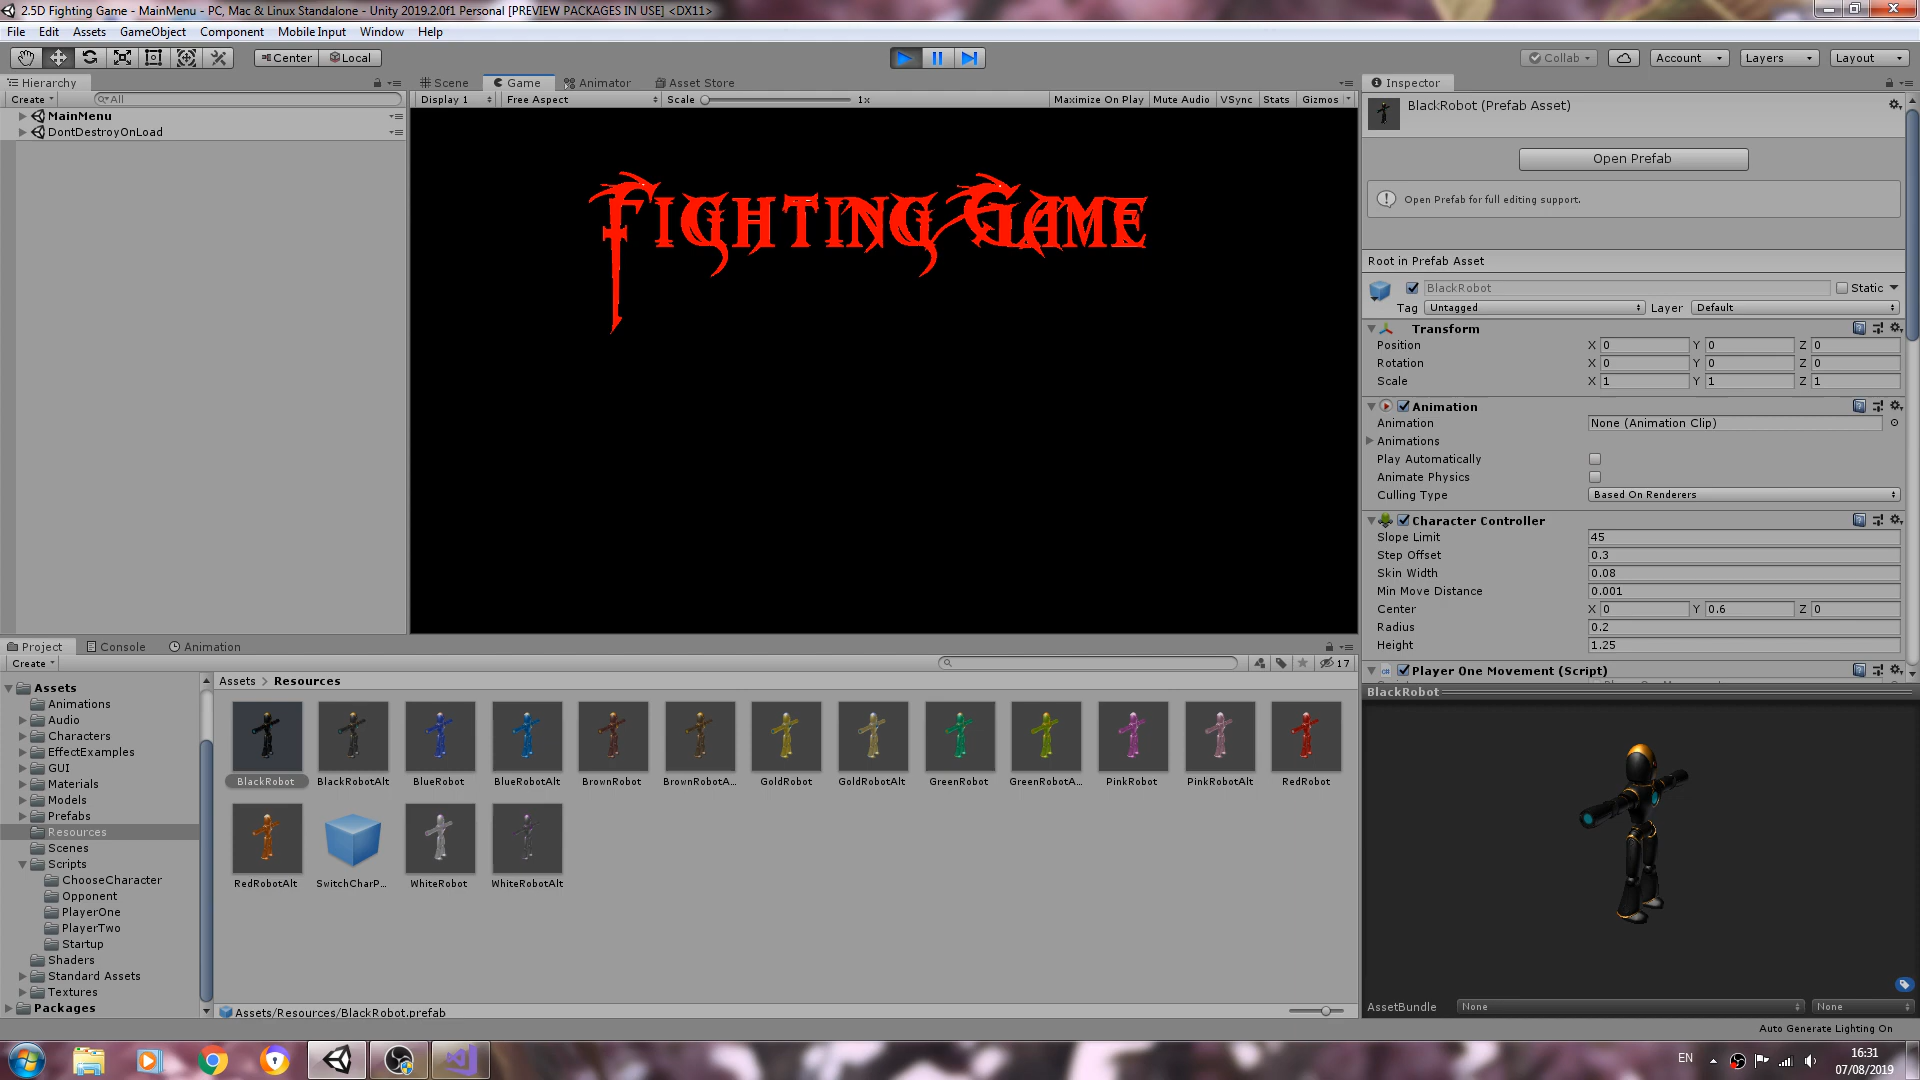 2.5D Fighting Game - MainMenu - PC, Mac & Linux Standalone - Unity 2019.2.0f1 Personal [PREVIEW PACKAGES IN USE] <DX11>
File Edit Assets GameObject Component Mobile Input Window Help
Center Local Collab Account Layers Layout
Hierarchy
Create All
MainMenu
DontDestroyOnLoad
Scene Game Animator Asset Store
Display 1 Free Aspect Scale 1x Maximize On Play Mute Audio VSync Stats Gizmos
Fighting Game
Inspector
BlackRobot (Prefab Asset)
Open Prefab
Open Prefab for full editing support.
Root in Prefab Asset
BlackRobot Static
Tag Untagged Layer Default
Transform
Position X 0 Y 0 Z 0
Rotation X 0 Y 0 Z 0
Scale X 1 Y 1 Z 1
Animation
Animation None (Animation Clip)
Animations
Play Automatically
Animate Physics
Culling Type Based On Renderers
Character Controller
Slope Limit 45
Step Offset 0.3
Skin Width 0.08
Min Move Distance 0.001
Center X 0 Y 0.6 Z 0
Radius 0.2
Height 1.25
Player One Movement (Script)
BlackRobot
AssetBundle None None
Auto Generate Lighting On
Project Console Animation
Create 17
Assets
Animations
Audio
Characters
EffectExamples
GUI
Materials
Models
Prefabs
Resources
Scenes
Scripts
ChooseCharacter
Opponent
PlayerOne
PlayerTwo
Startup
Shaders
Standard Assets
Textures
Packages
Assets > Resources
BlackRobot BlackRobotAlt BlueRobot BlueRobotAlt BrownRobot BrownRobotA... GoldRobot GoldRobotAlt GreenRobot GreenRobotA... PinkRobot PinkRobotAlt RedRobot
RedRobotAlt SwitchCharP... WhiteRobot WhiteRobotAlt
Assets/Resources/BlackRobot.prefab
EN 16:31
07/08/2019